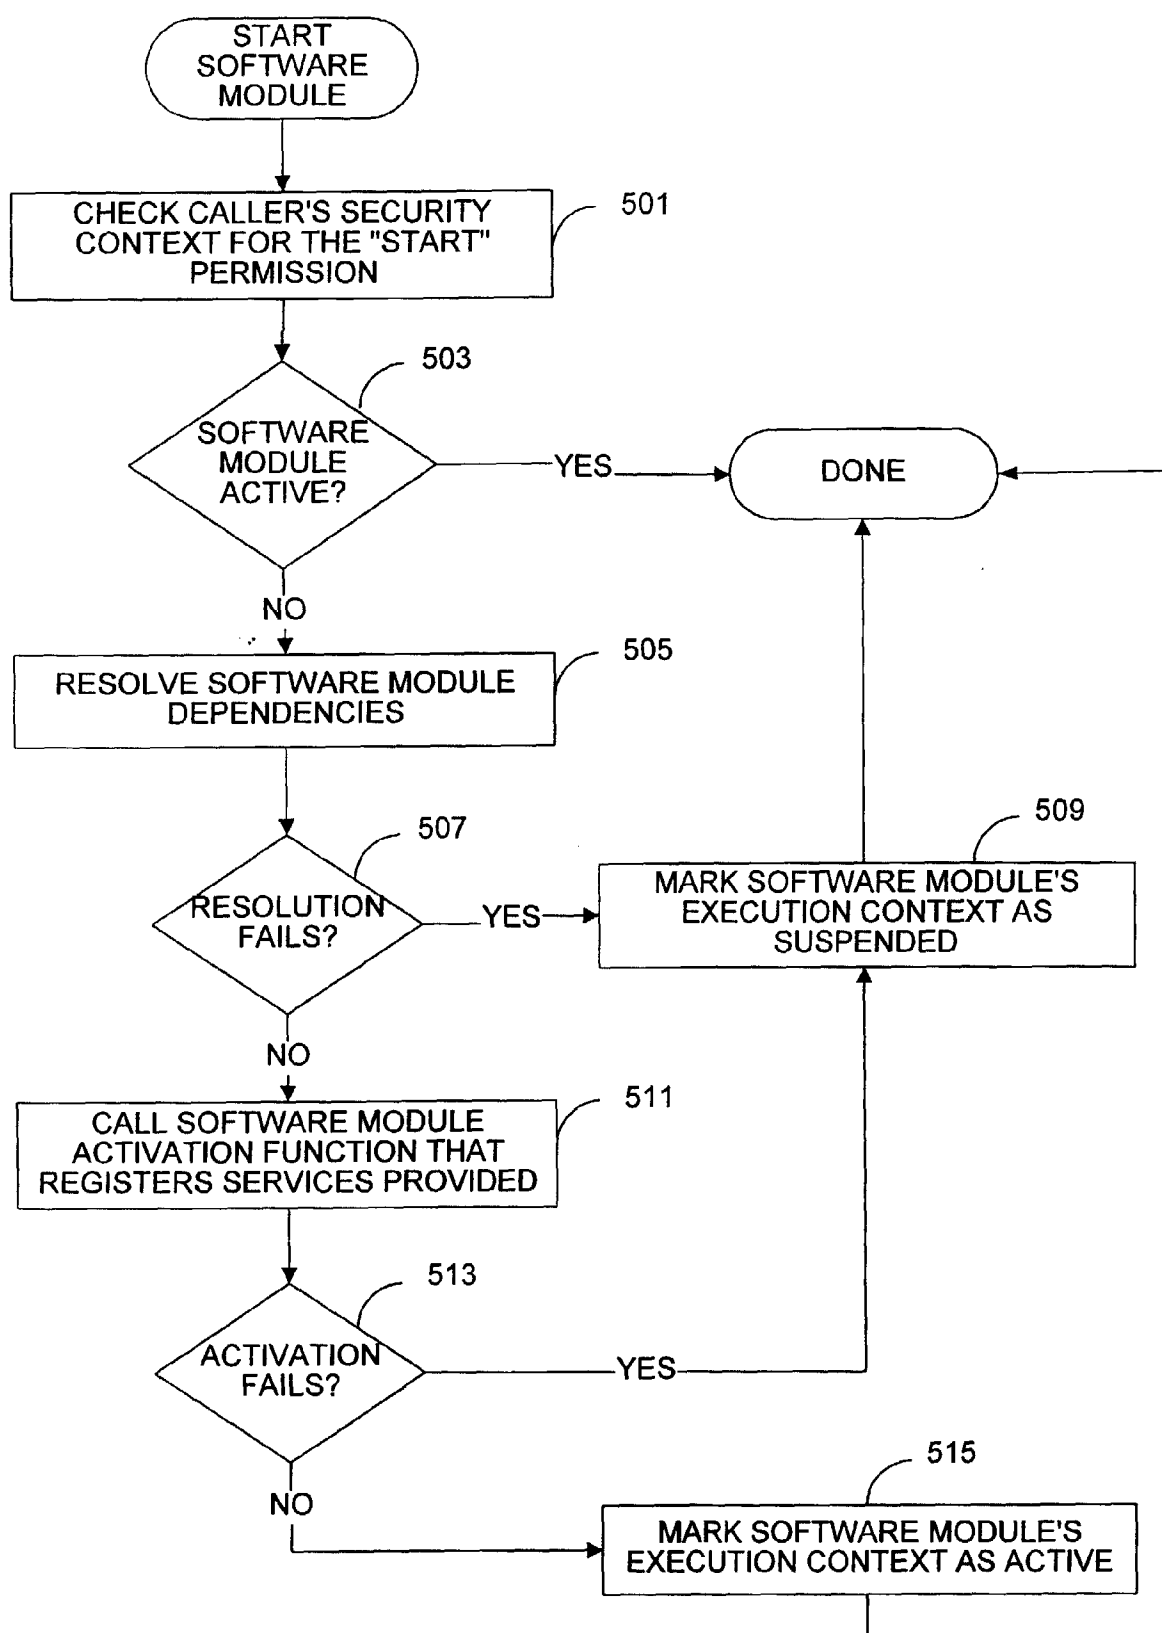 START
SOFTWARE
MODULE
CHECK CALLER'S SECURITY
CONTEXT FOR THE "START"
PERMISSION
501
503
SOFTWARE
MODULE
ACTIVE?
YES
DONE
NO
505
RESOLVE SOFTWARE MODULE
DEPENDENCIES
507
RESOLUTION
FAILS?
YES
509
MARK SOFTWARE MODULE'S
EXECUTION CONTEXT AS
SUSPENDED
NO
511
CALL SOFTWARE MODULE
ACTIVATION FUNCTION THAT
REGISTERS SERVICES PROVIDED
513
ACTIVATION
FAILS?
YES
NO
515
MARK SOFTWARE MODULE'S
EXECUTION CONTEXT AS ACTIVE